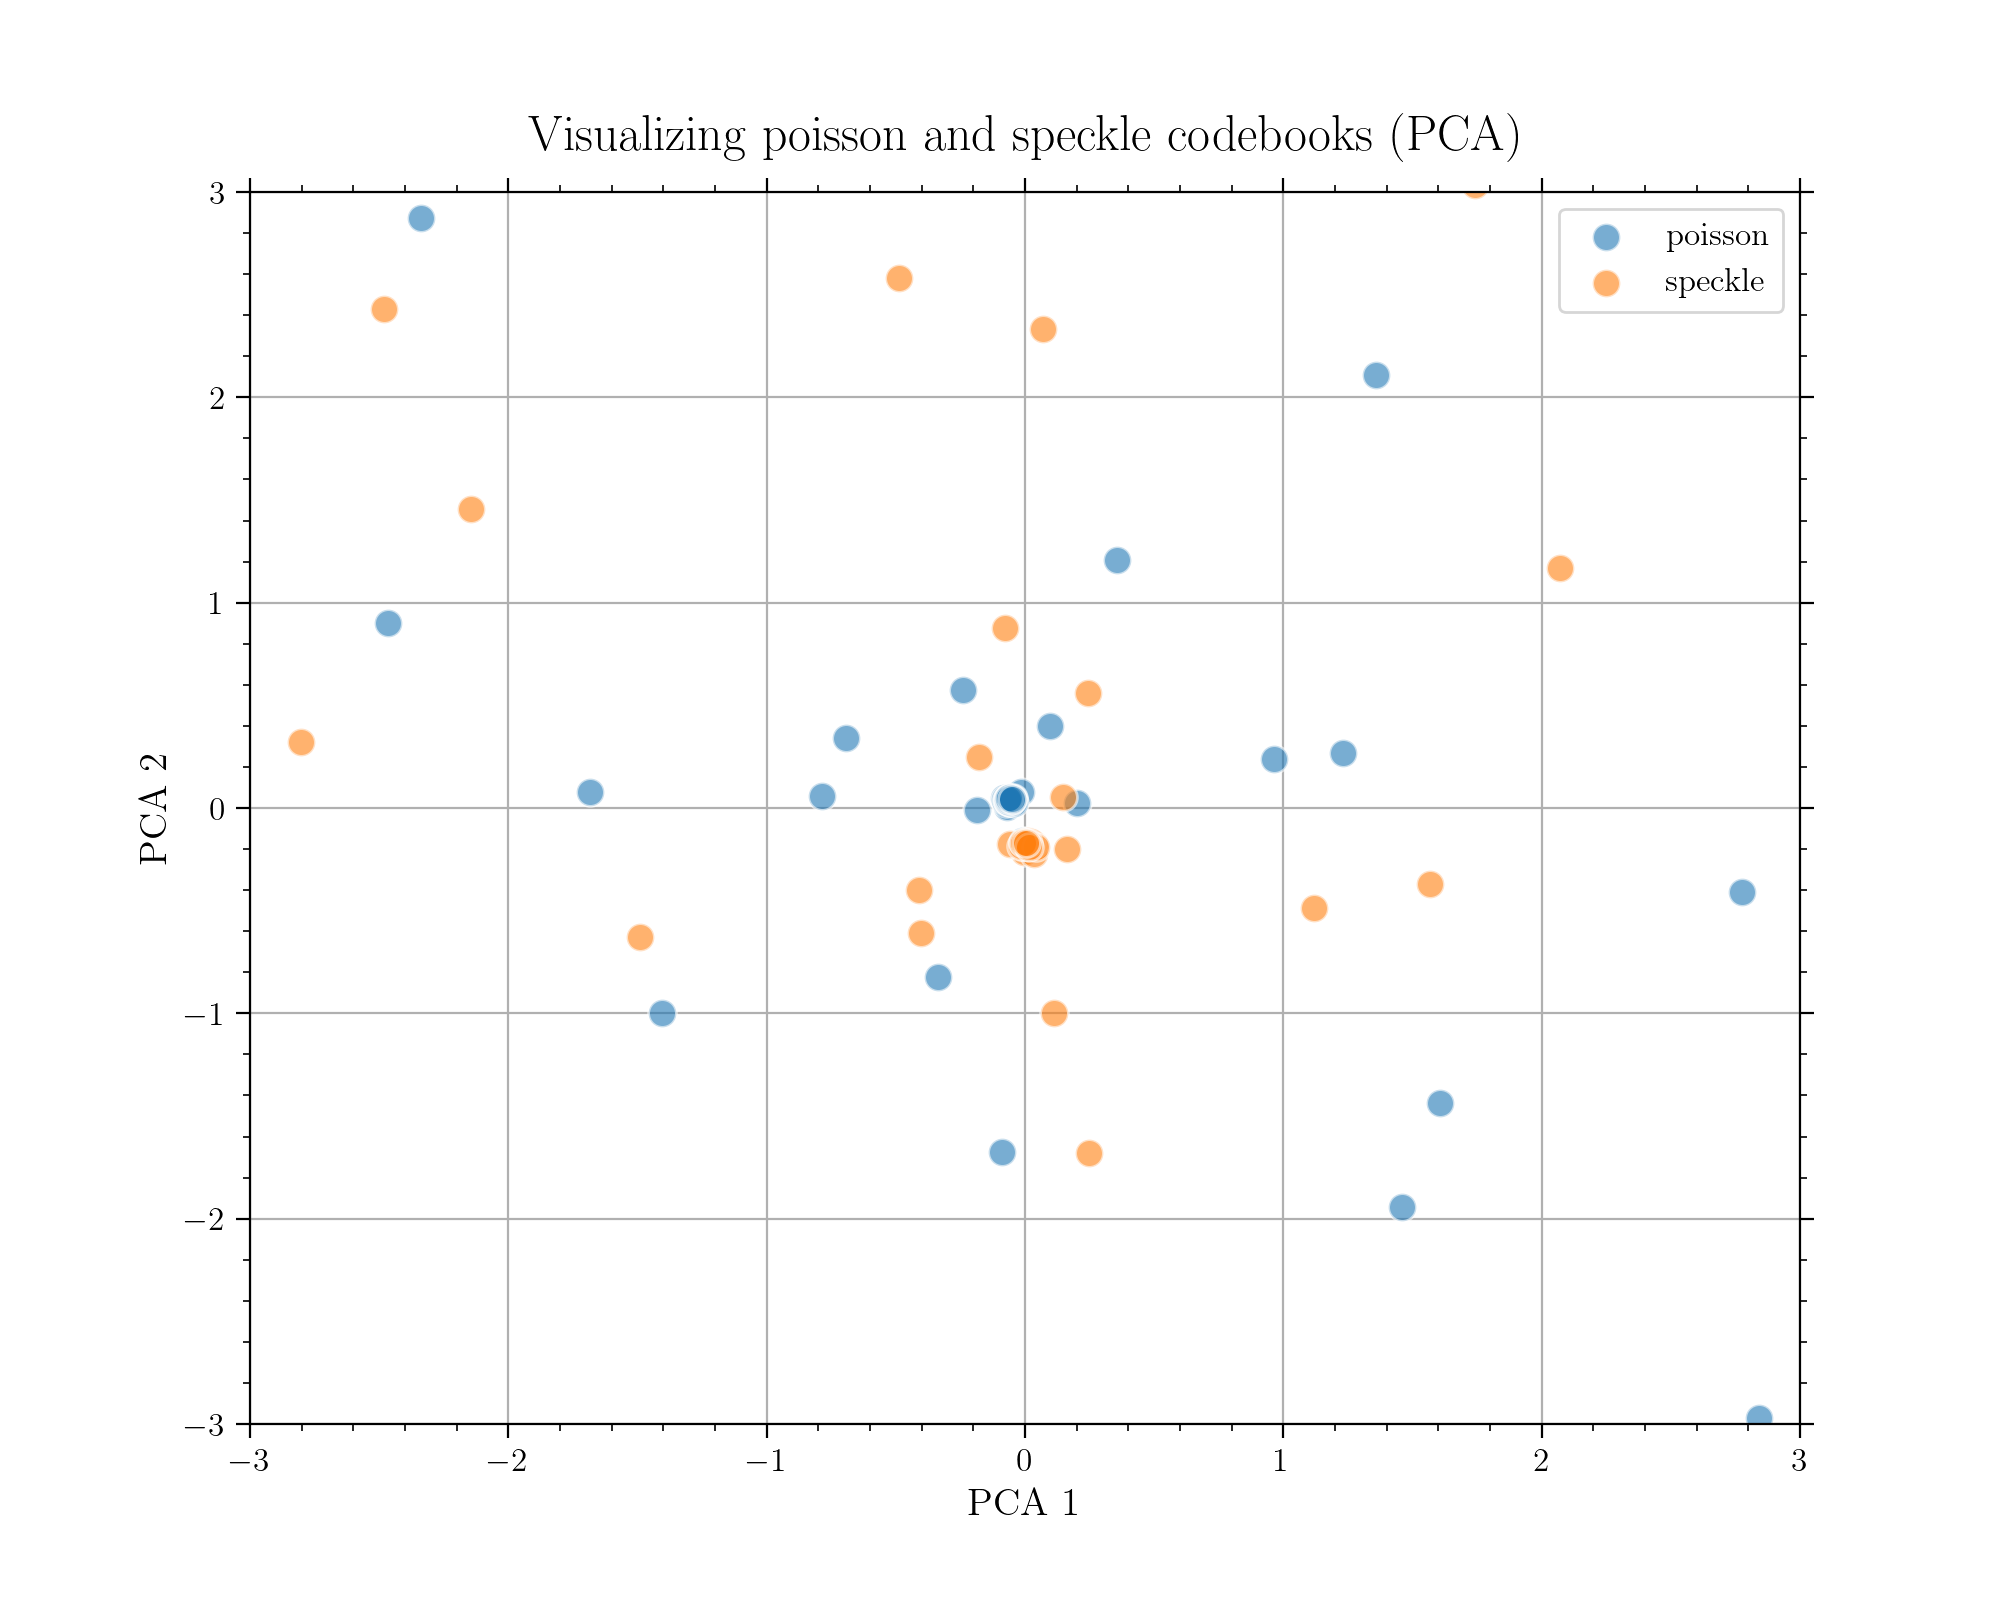 Visualizing poisson and speckle codebooks (PCA)
poisson
speckle
3
2
1
0
−1
−2
−3
PCA 2
−3 −2 −1 0 1 2 3
PCA 1